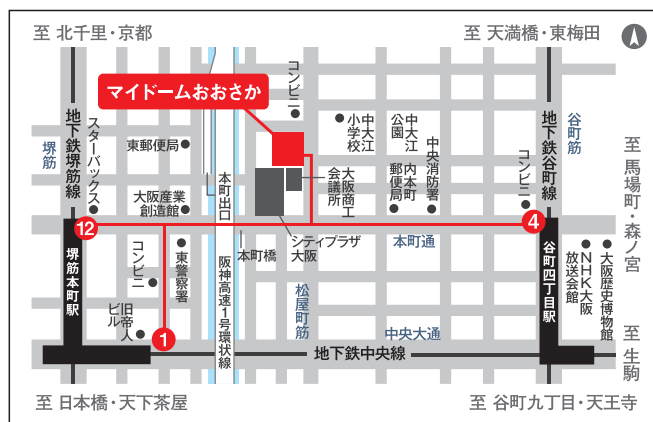 至 北千里・京都
至 天満橋・東梅田
マイドームおおさか
コンビニ
地下鉄堺筋線
堺筋
スターバックス
東郵便局
大阪産業
創造館
本町出口
中大江
小学校
中大江
公園
内本町
郵便局
中央消防署
コンビニ
地下鉄谷町線
谷町筋
至 馬場町・森ノ宮
大阪商工
会議所
12
4
シティプラザ
大阪
本町橋
本町通
堺筋本町駅
コンビニ
東警察署
旧帝人
ビル
1
阪神高速1号環状線
松屋町筋
中央大通
谷町四丁目駅
NHK大阪
放送会館
大阪歴史博物館
地下鉄中央線
至 生駒
至 日本橋・天下茶屋
至 谷町九丁目・天王寺